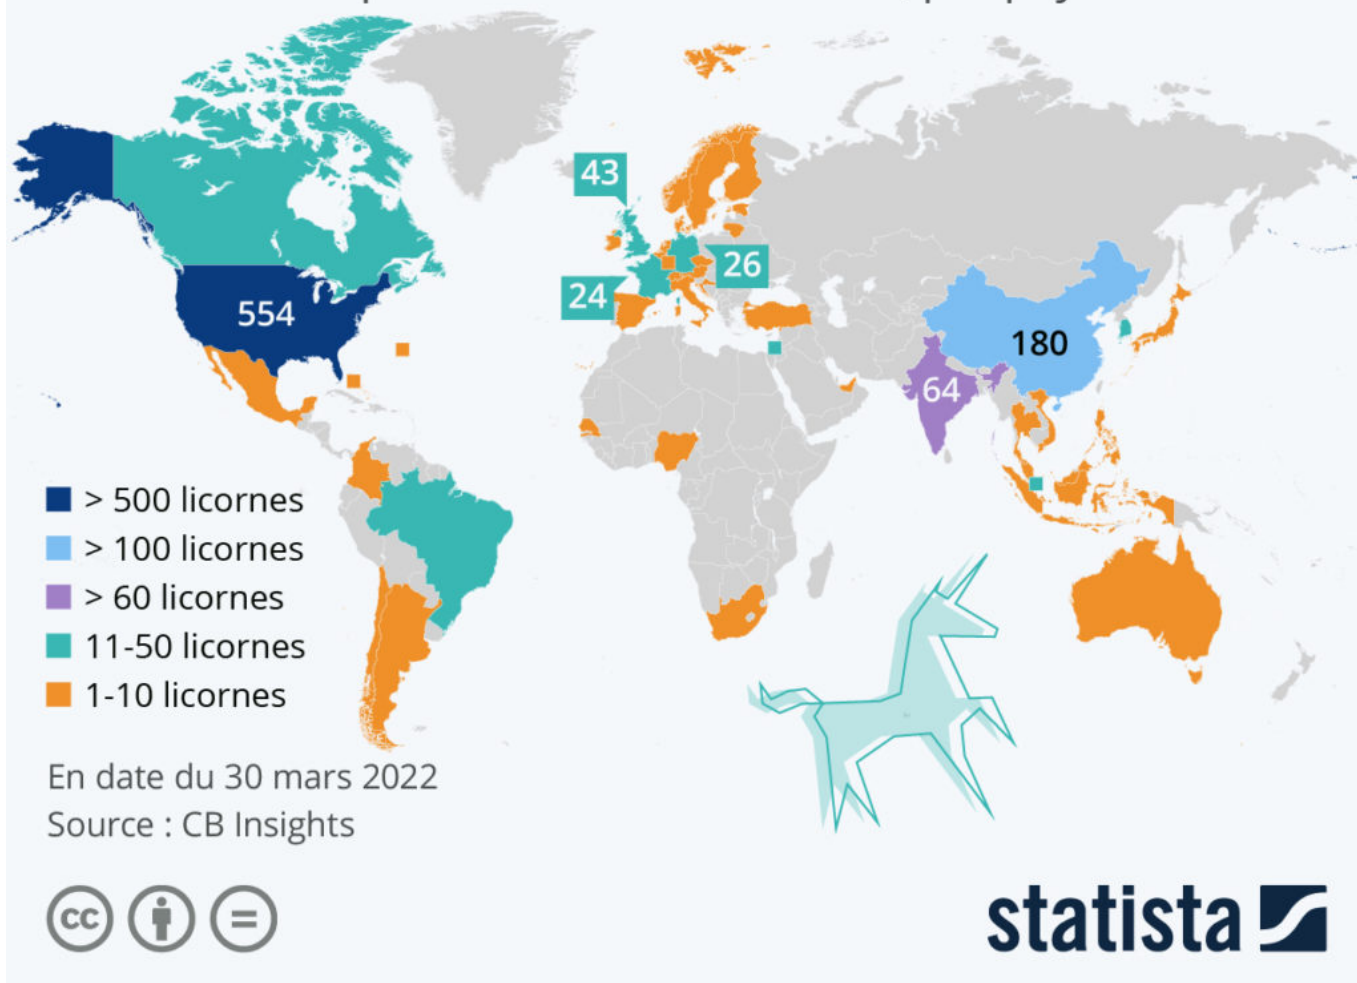 43
26
24
554
180
64
> 500 licornes
> 100 licornes
> 60 licornes
11-50 licornes
1-10 licornes
En date du 30 mars 2022
Source : CB Insights
cc
=
statista